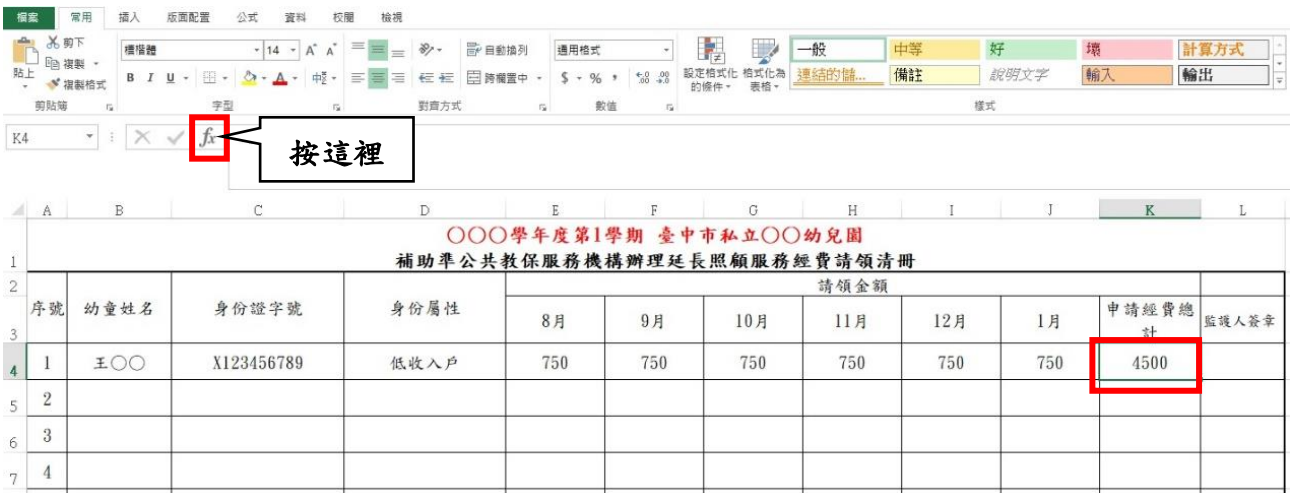 檔案 常用 插入 版面配置 公式 資料 校閱 檢視
剪下 標楷體 14 A A 自動換列 通用格式 一般 中等 好 壞 計算方式
貼上 複製 B I U A 跨欄置中 $ % , 設定格式化的條件 格式化為表格 連結的儲... 備註 說明文字 輸入 輸出
複製格式
剪貼簿 字型 對齊方式 數值 樣式
K4 fx
按這裡
A B C D E F G H I J K L
〇〇〇學年度第1學期 臺中市私立〇〇幼兒園
1 補助準公共教保服務機構辦理延長照顧服務經費請領清冊
2 請領金額
3 序號 幼童姓名 身份證字號 身份屬性 8月 9月 10月 11月 12月 1月 申請經費總計 監護人簽章
4 1 王〇〇 X123456789 低收入戶 750 750 750 750 750 750 4500
5 2
6 3
7 4